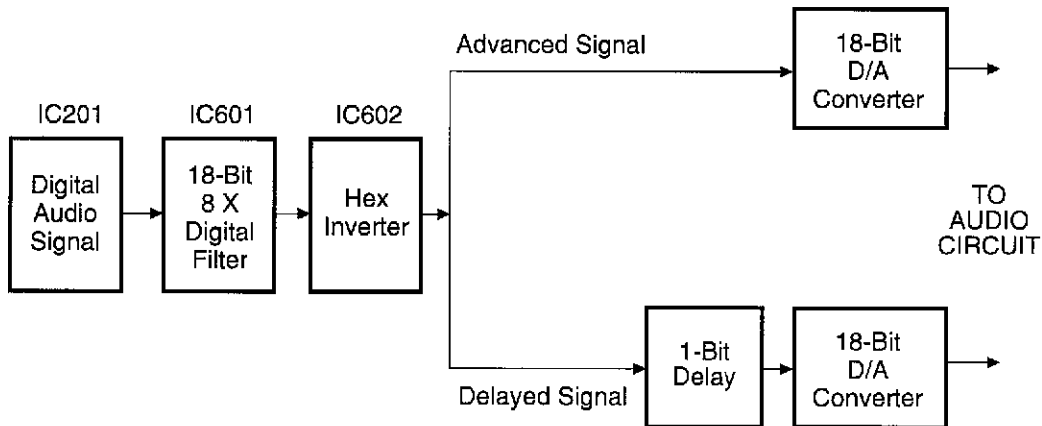 IC201
Digital
Audio
Signal
IC601
18-Bit
8 X
Digital
Filter
IC602
Hex
Inverter
Advanced Signal
18-Bit
D/A
Converter
TO
AUDIO
CIRCUIT
Delayed Signal
1-Bit
Delay
18-Bit
D/A
Converter